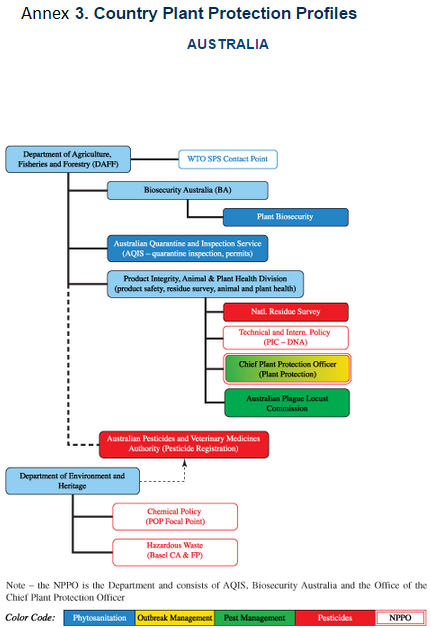 Annex 3. Country Plant Protection Profiles
AUSTRALIA
Department of Agriculture,
Fisheries and Forestry (DAFF)
WTO SPS Contact Point
Biosecurity Australia (BA)
Plant Biosecurity
Australian Quarantine and Inspection Service
(AQIS – quarantine inspection, permits)
Product Integrity, Animal & Plant Health Division
(product safety, residue survey, animal and plant health)
Natl. Residue Survey
Technical and Intern. Policy
(PIC – DNA)
Chief Plant Protection Officer
(Plant Protection)
Australian Plague Locust
Commission
Australian Pesticides and Veterinary Medicines
Authority (Pesticide Registration)
Department of Environment and
Heritage
Chemical Policy
(POP Focal Point)
Hazardous Waste
(Basel CA & FP)
Note – the NPPO is the Department and consists of AQIS, Biosecurity Australia and the Office of the
Chief Plant Protection Officer
Color Code: Phytosanitation Outbreak Management Pest Management Pesticides NPPO